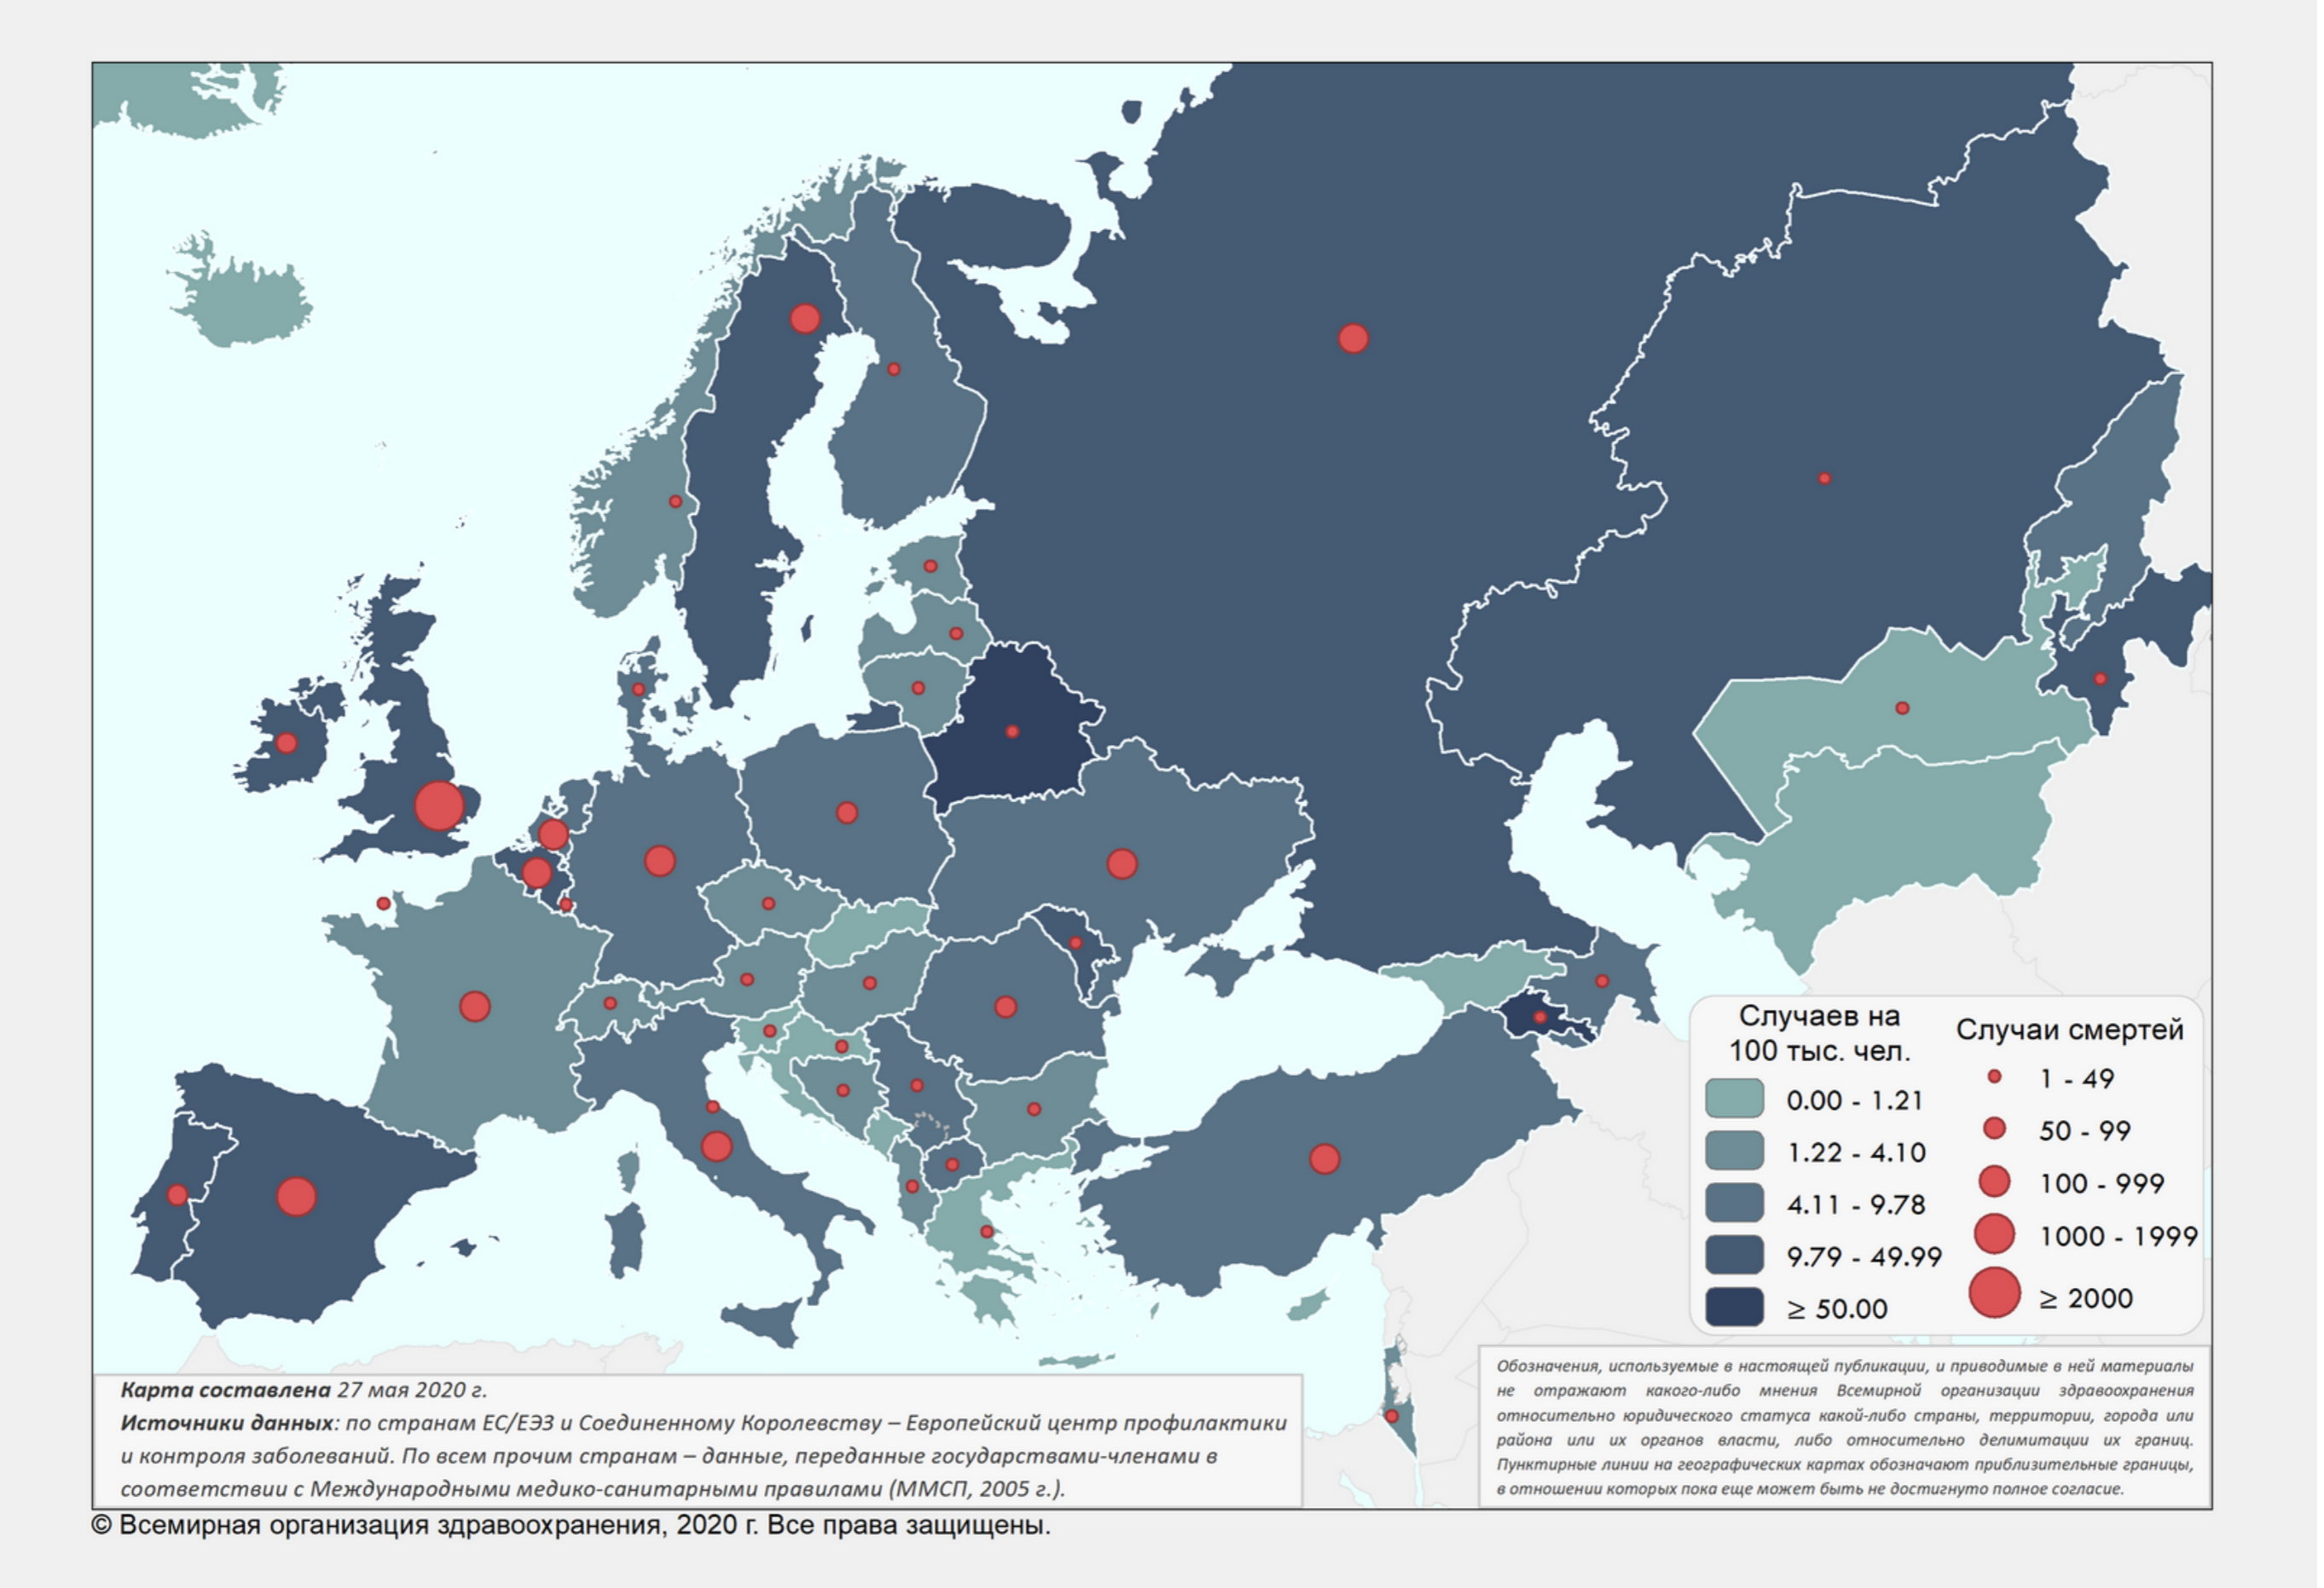 Случаев на
100 тыс. чел.
0.00 - 1.21
1.22 - 4.10
4.11 - 9.78
9.79 - 49.99
≥ 50.00
Случаи смертей
1 - 49
50 - 99
100 - 999
1000 - 1999
≥ 2000
Карта составлена 27 мая 2020 г.
Источники данных: по странам ЕС/ЕЭЗ и Соединенному Королевству – Европейский центр профилактики
и контроля заболеваний. По всем прочим странам – данные, переданные государствами-членами в
соответствии с Международными медико-санитарными правилами (ММСП, 2005 г.).
Обозначения, используемые в настоящей публикации, и приводимые в ней материалы
не отражают какого-либо мнения Всемирной организации здравоохранения
относительно юридического статуса какой-либо страны, территории, города или
района или их органов власти, либо относительно делимитации их границ.
Пунктирные линии на географических картах обозначают приблизительные границы,
в отношении которых пока еще может быть не достигнуто полное согласие.
© Всемирная организация здравоохранения, 2020 г. Все права защищены.